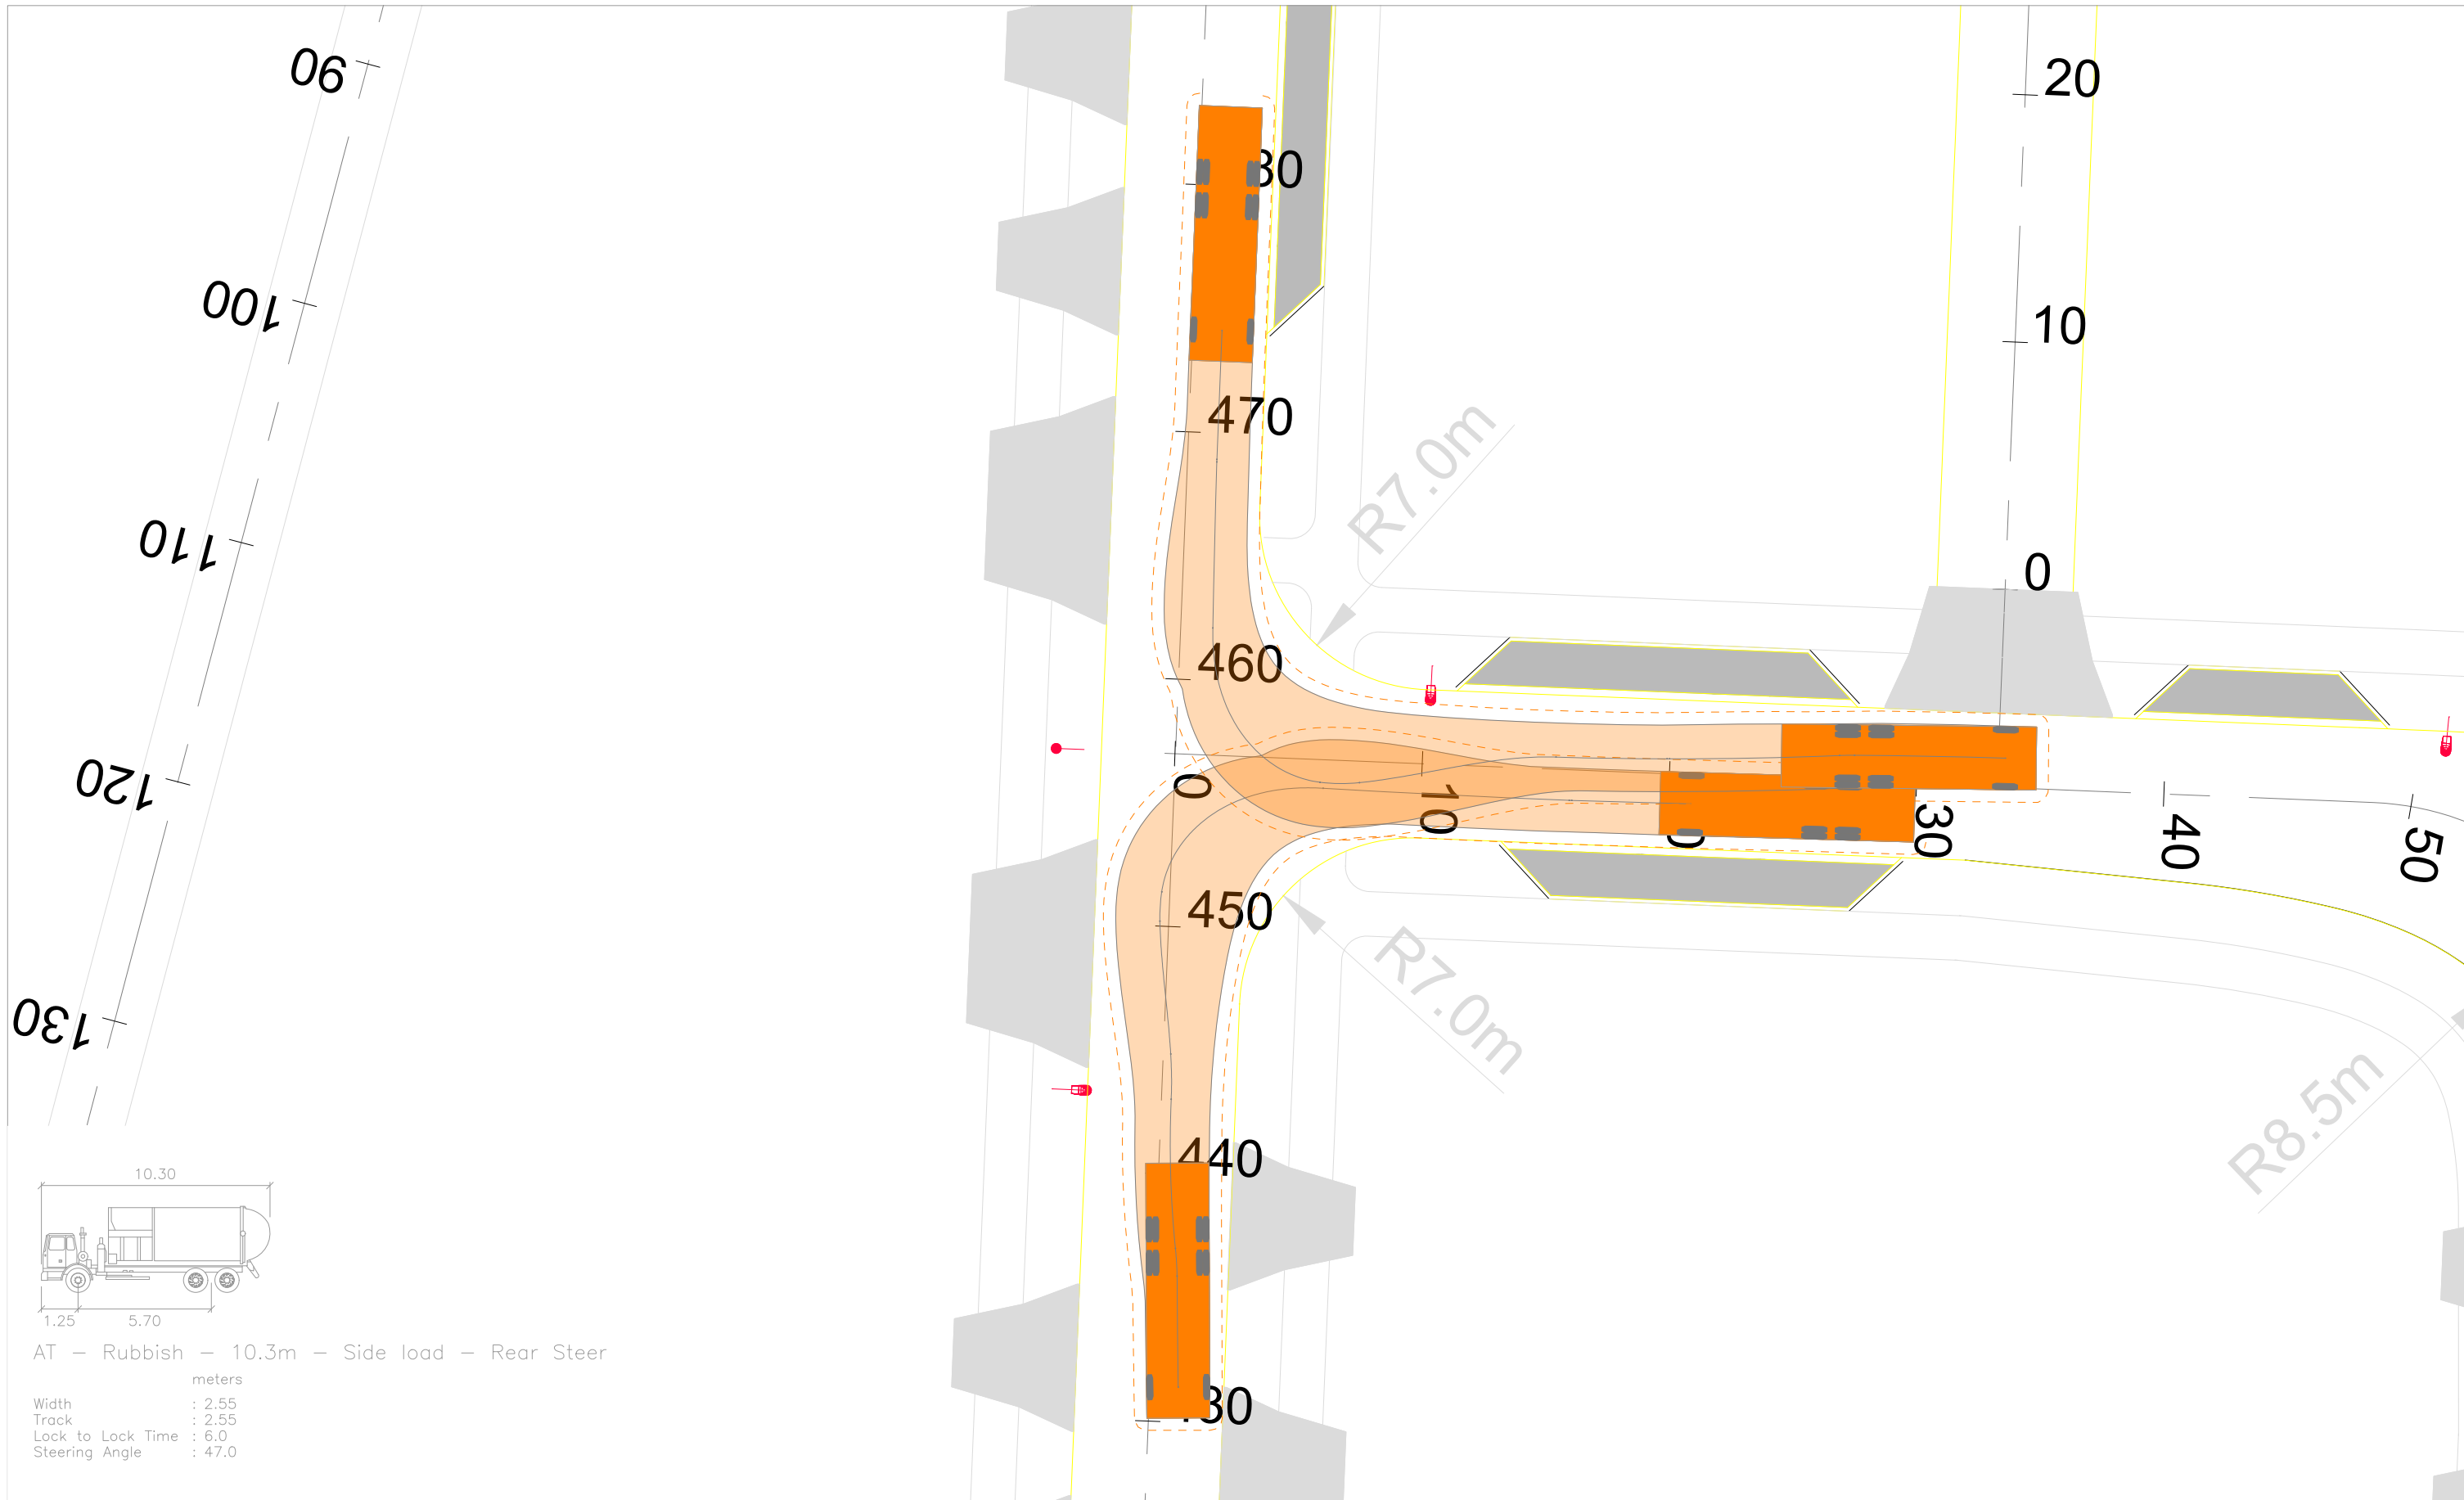 90
100
110
120
130
20
10
0
80
470
460
450
440
R7.0m
R7.0m
R8.5m
0
10
30
40
50
10.30
1.25 5.70
AT – Rubbish – 10.3m – Side load – Rear Steer
meters
Width : 2.55
Track : 2.55
Lock to Lock Time : 6.0
Steering Angle : 47.0